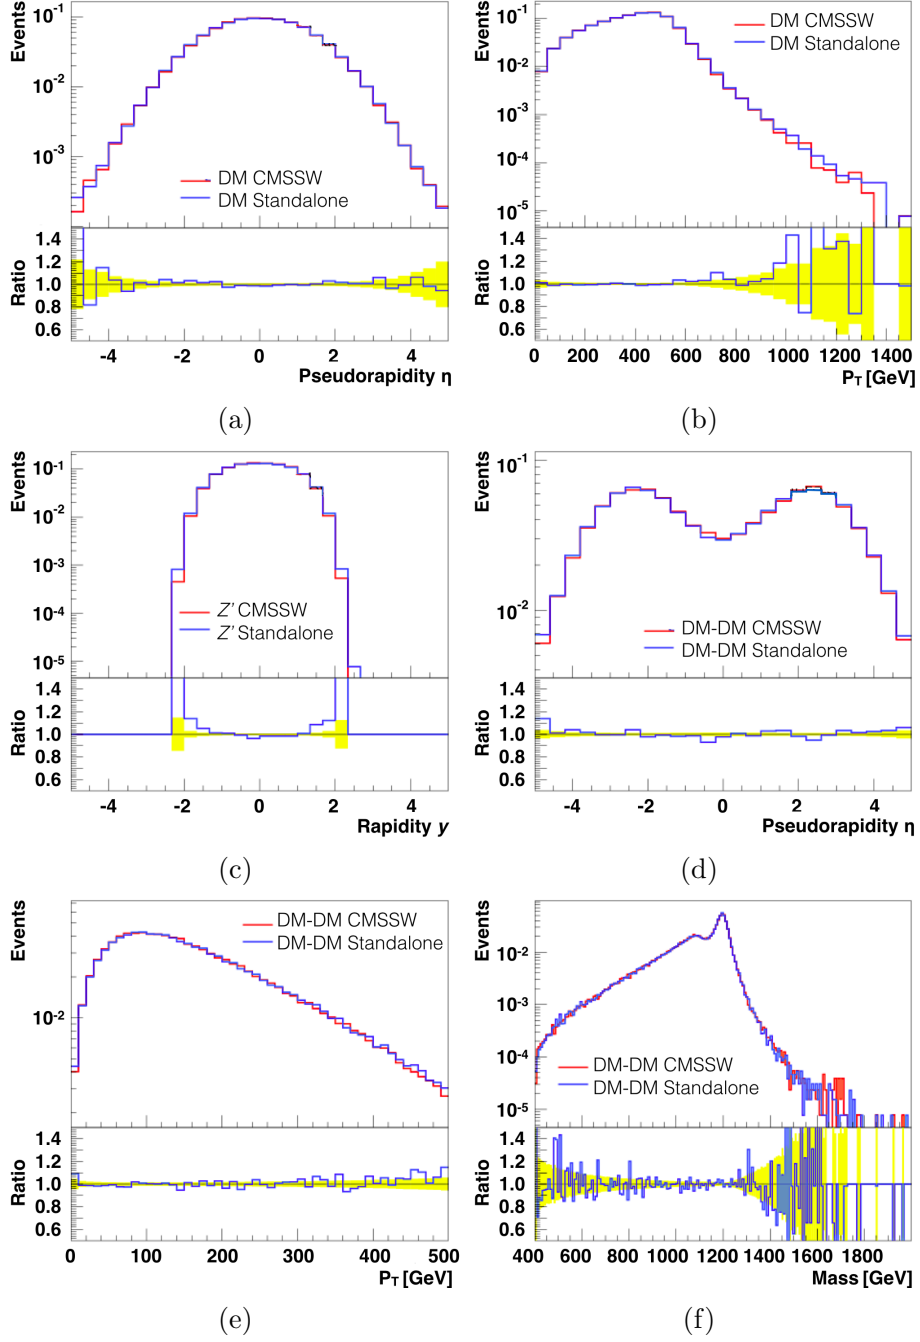 Events
10⁻¹
10⁻²
10⁻³
DM CMSSW
DM Standalone
Ratio
1.4
1.2
1.0
0.8
0.6
-4 -2 0 2 4
Pseudorapidity η
(a)
Events
10⁻¹
10⁻²
10⁻³
10⁻⁴
10⁻⁵
DM CMSSW
DM Standalone
Ratio
1.4
1.2
1.0
0.8
0.6
0 200 400 600 800 1000 1200 1400
P_T [GeV]
(b)
Events
10⁻¹
10⁻²
10⁻³
10⁻⁴
10⁻⁵
Z' CMSSW
Z' Standalone
Ratio
1.4
1.2
1.0
0.8
0.6
-4 -2 0 2 4
Rapidity y
(c)
Events
10⁻¹
10⁻²
DM-DM CMSSW
DM-DM Standalone
Ratio
1.4
1.2
1.0
0.8
0.6
-4 -2 0 2 4
Pseudorapidity η
(d)
Events
10⁻²
DM-DM CMSSW
DM-DM Standalone
Ratio
1.4
1.2
1.0
0.8
0.6
0 100 200 300 400 500
P_T [GeV]
(e)
Events
10⁻²
10⁻³
10⁻⁴
10⁻⁵
DM-DM CMSSW
DM-DM Standalone
Ratio
1.4
1.2
1.0
0.8
0.6
400 600 800 1000 1200 1400 1600 1800
Mass [GeV]
(f)